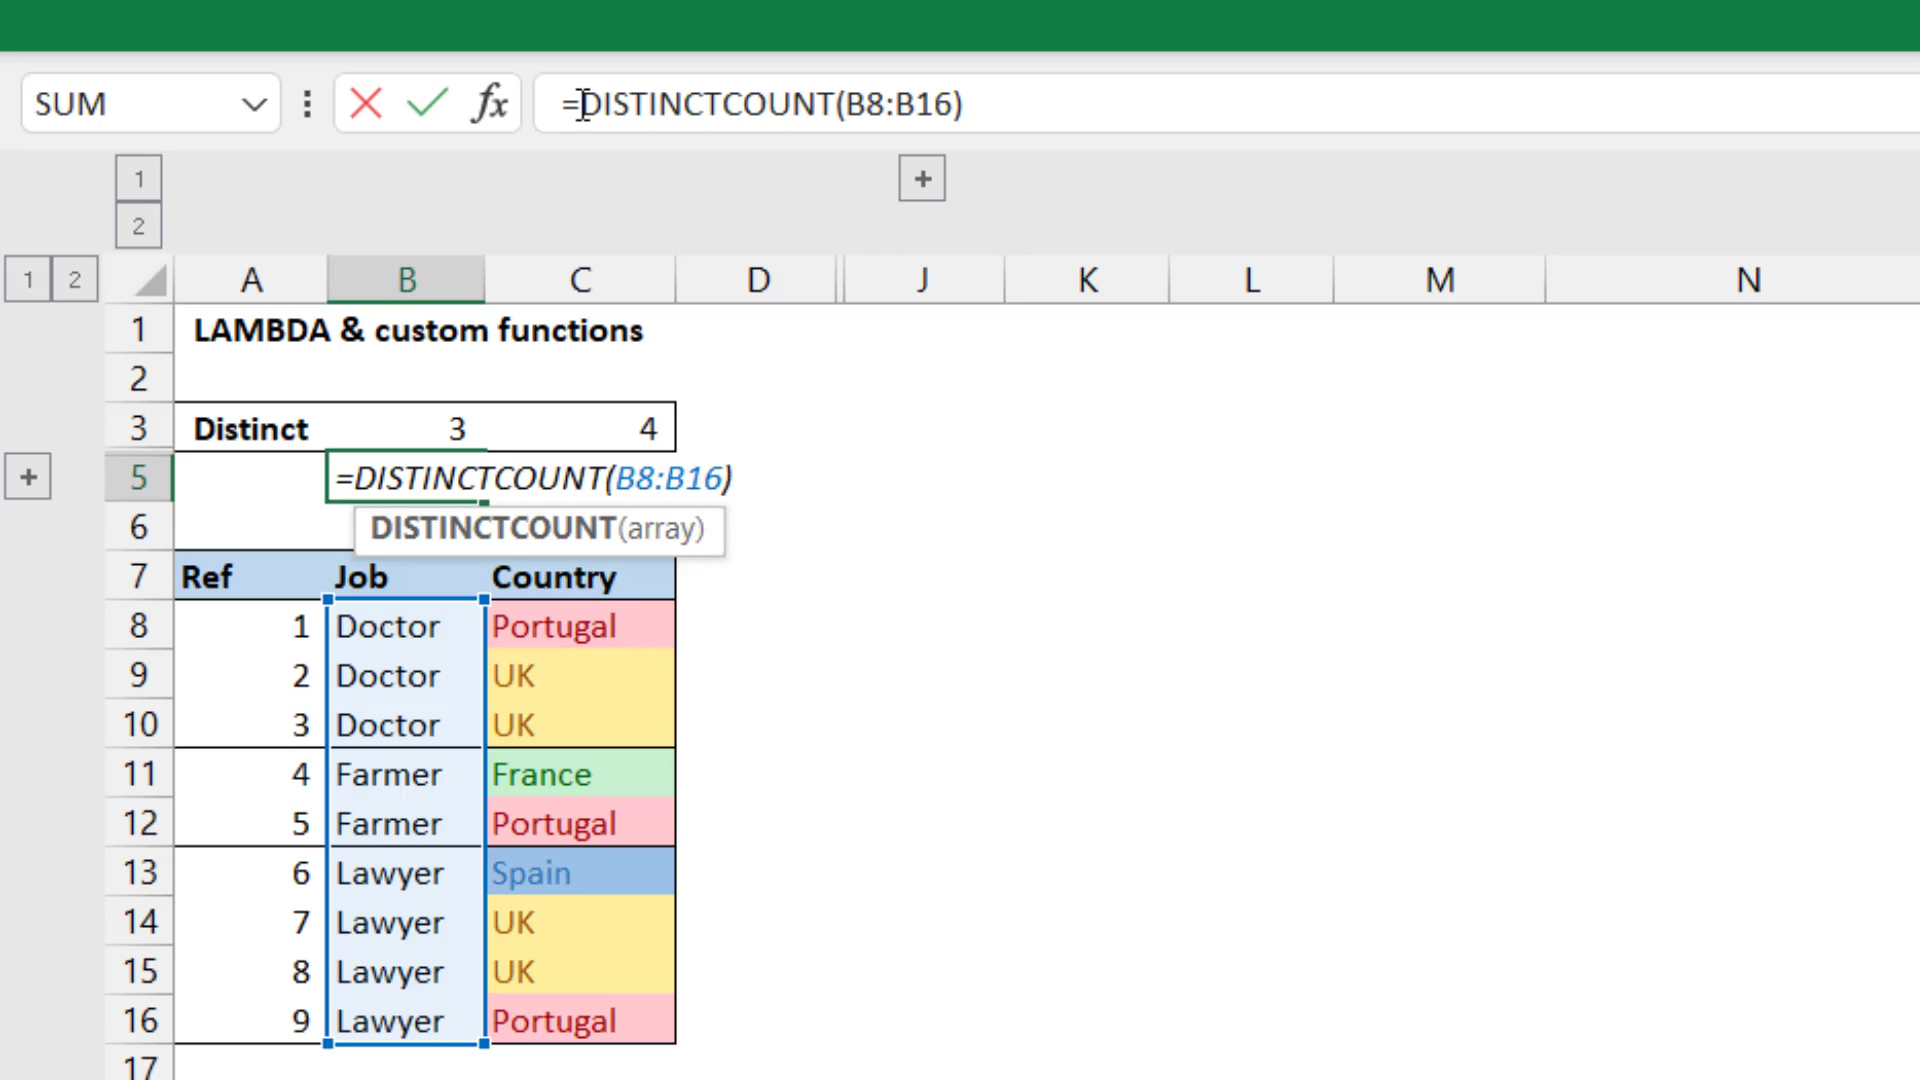 SUM fx =DISTINCTCOUNT(B8:B16)
1 +
2
1 2 A B C D J K L M N
1 LAMBDA & custom functions
2
3 Distinct 3 4
+ 5 =DISTINCTCOUNT(B8:B16)
6 DISTINCTCOUNT(array)
7 Ref Job Country
8 1 Doctor Portugal
9 2 Doctor UK
10 3 Doctor UK
11 4 Farmer France
12 5 Farmer Portugal
13 6 Lawyer Spain
14 7 Lawyer UK
15 8 Lawyer UK
16 9 Lawyer Portugal
17